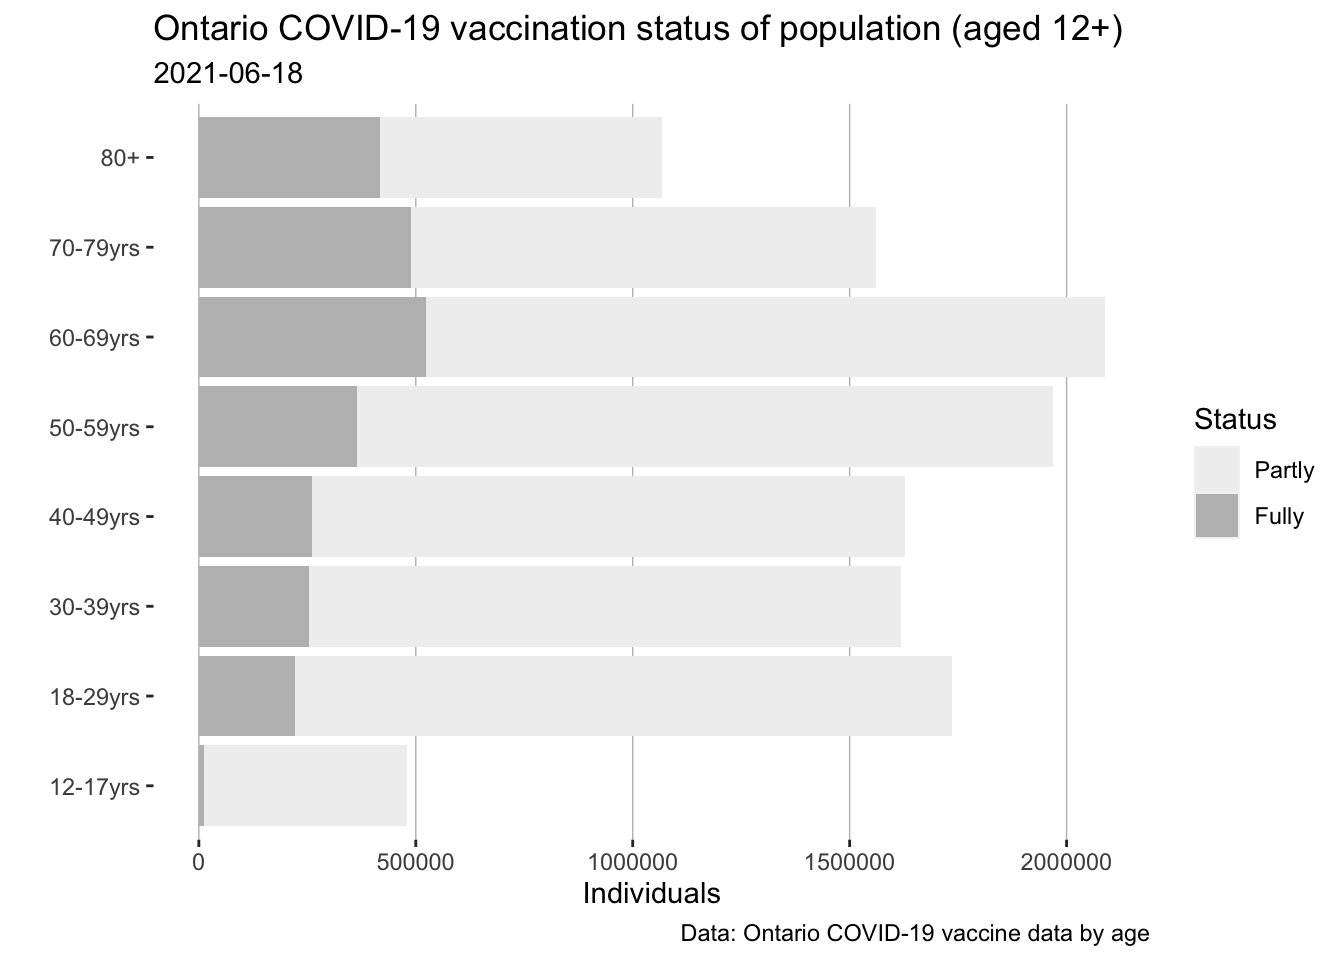 Ontario COVID-19 vaccination status of population (aged 12+)
2021-06-18
80+
70-79yrs
60-69yrs
50-59yrs
40-49yrs
30-39yrs
18-29yrs
12-17yrs
0 500000 1000000 1500000 2000000
Individuals
Status
Partly
Fully
Data: Ontario COVID-19 vaccine data by age